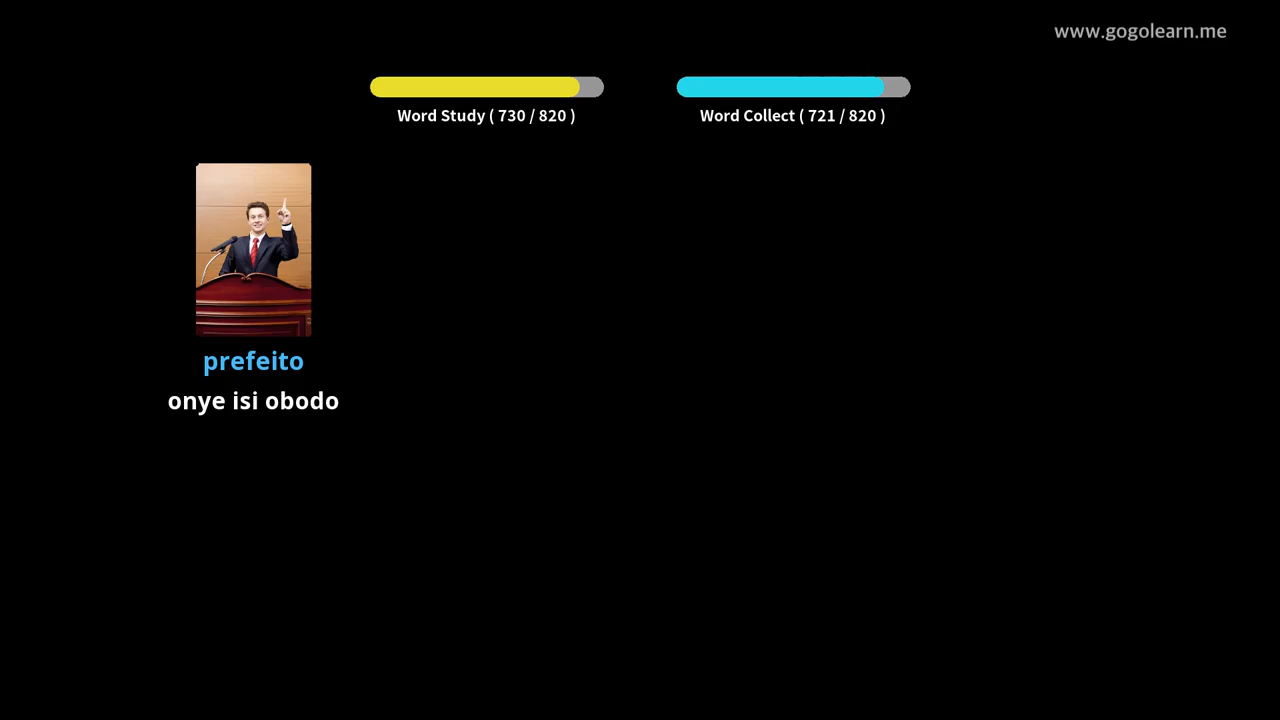 www.gogolearn.me
Word Study ( 730 / 820 )
Word Collect ( 721 / 820 )
prefeito
onye isi obodo